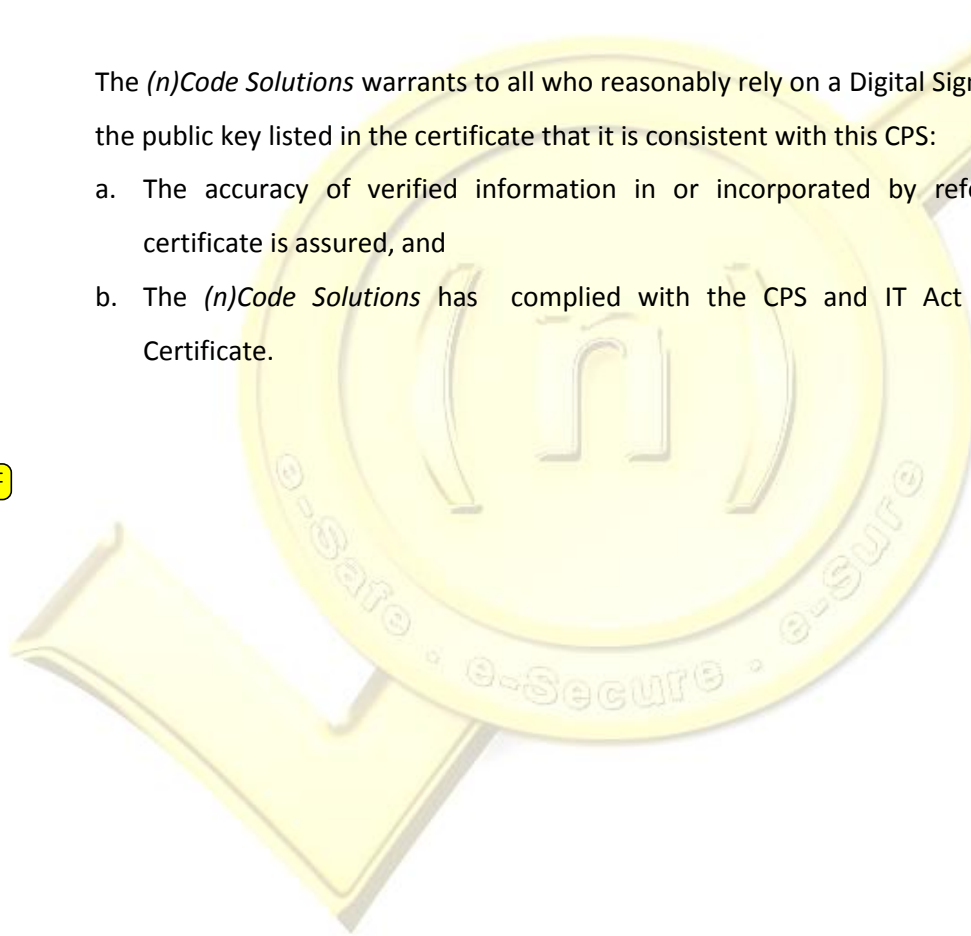 The (n)Code Solutions warrants to all who reasonably rely on a Digital
the public key listed in the certificate that it is consistent with this CPS:
a. The accuracy of verified information in or incorporated by
certificate is assured, and
b. The (n)Code Solutions has complied with the CPS and IT Act
Certificate.
(n)
e-Safe . e-Secure . e-Sure